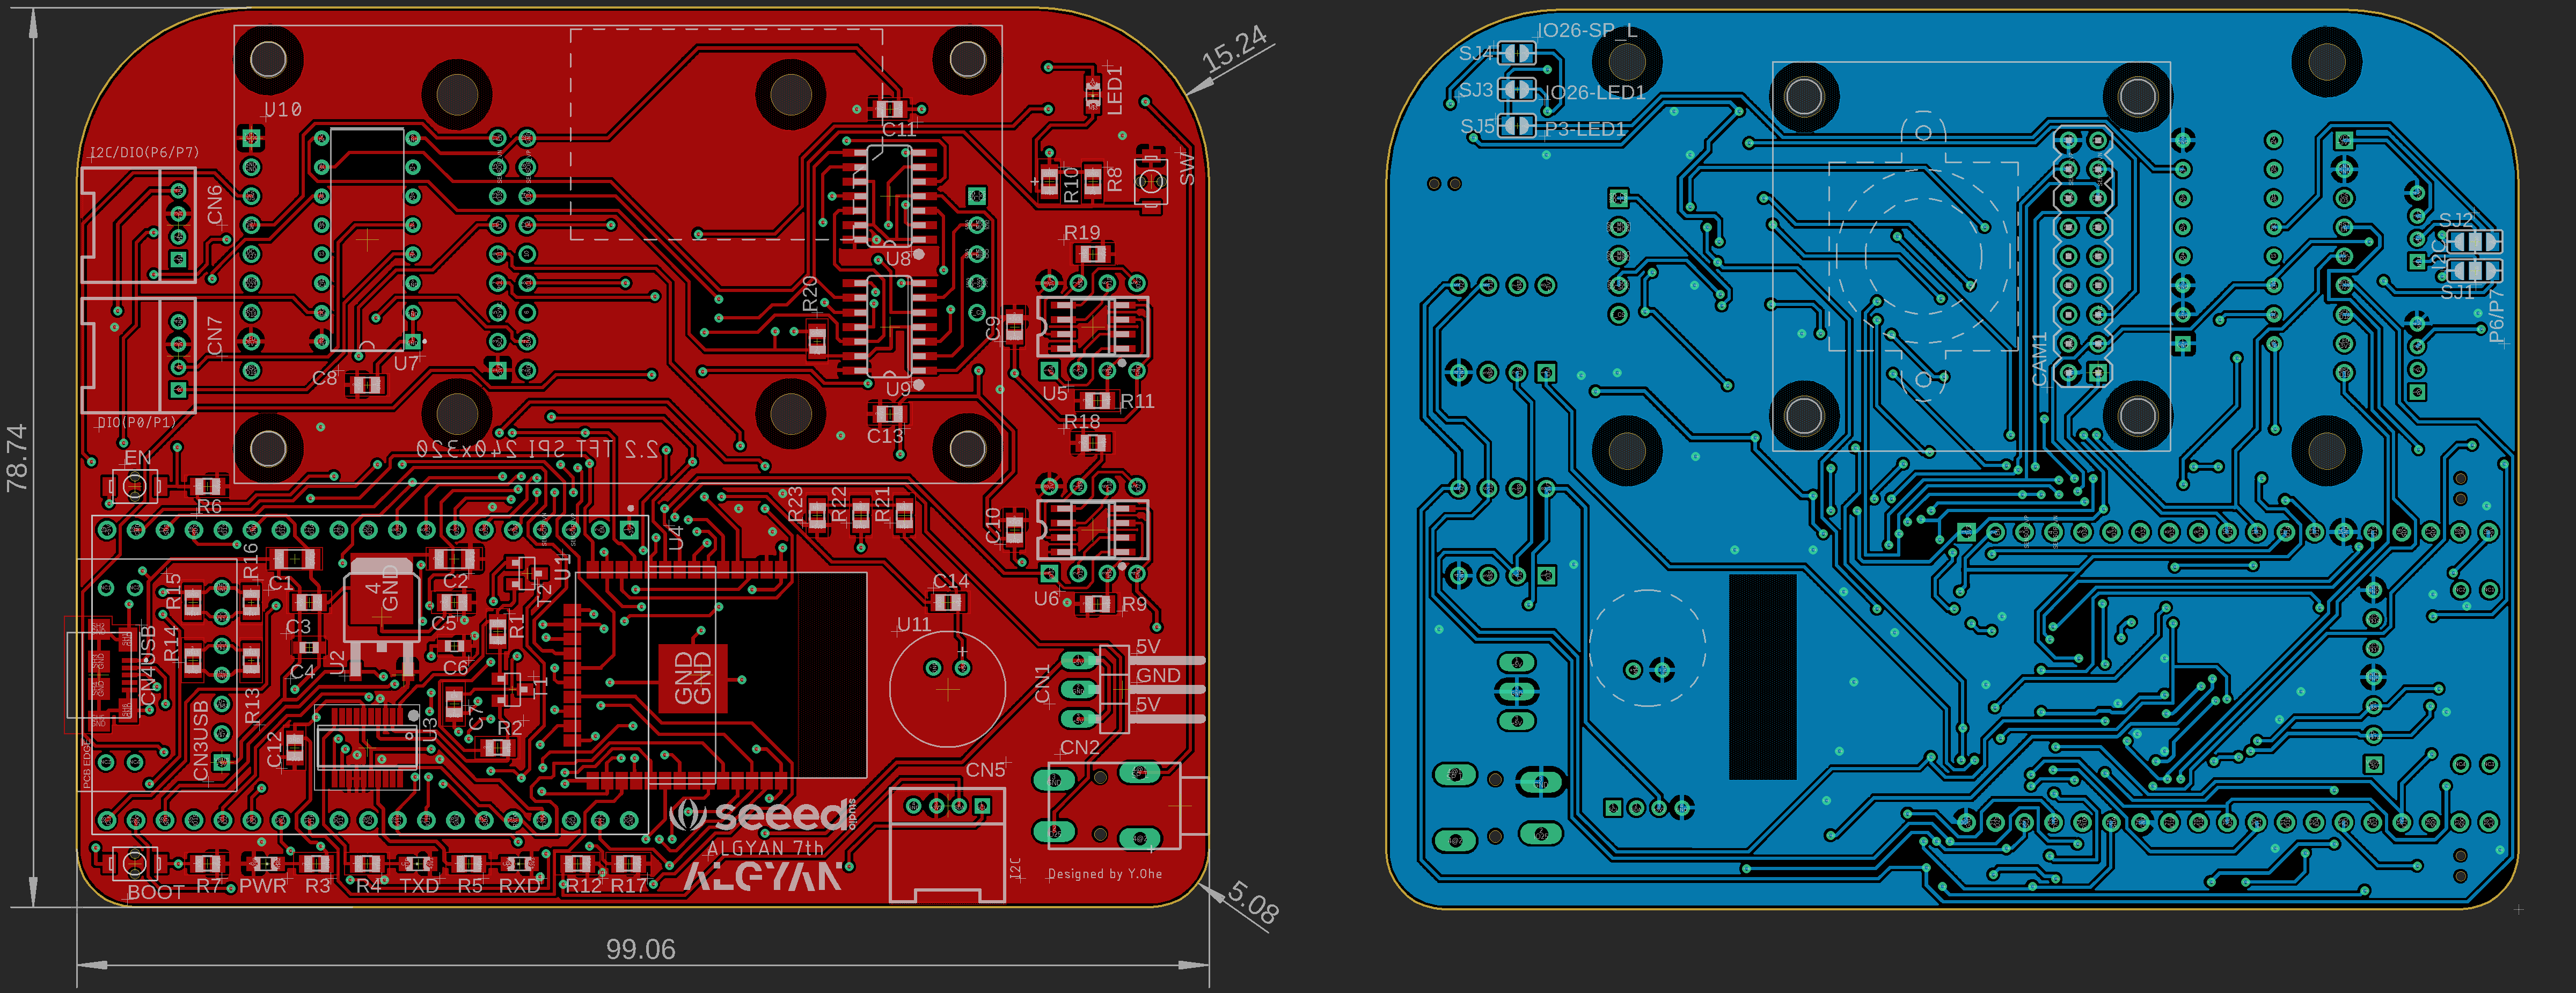 15.24
LED1
U10
C11
I2C/DIO(P6/P7)
CN6
R10
R8
SW
U8
R19
R20
C9
CN7
C8
U7
U9
U5
R11
DIO(P0/P1)
C13
R18
2.2 TFT SPI 240x320
EN
R6
R23
R22
R21
C10
U4
78.74
R16
R15
C1
4
GND
C2
U1
T2
C14
U6
R9
C3
C5
R1
U11
R14
CN4USB
C4
U2
C6
GND
GND
5V
GND
5V
CN1
T1
R13
C7
U3
R2
C12
CN3USB
PCB EDGE
CN2
CN5
seeed
studio
ALGYAN 7th
ALGYAN
I2C
Designed by Y.Ohe
BOOT
R7
PWR
R3
R4
TXD
R5
RXD
R12
R17
5.08
99.06
IO26-SP_L
SJ4
SJ3
IO26-LED1
SJ5
P3-LED1
CAM1
SJ2
I2C
SJ1
P6/P7